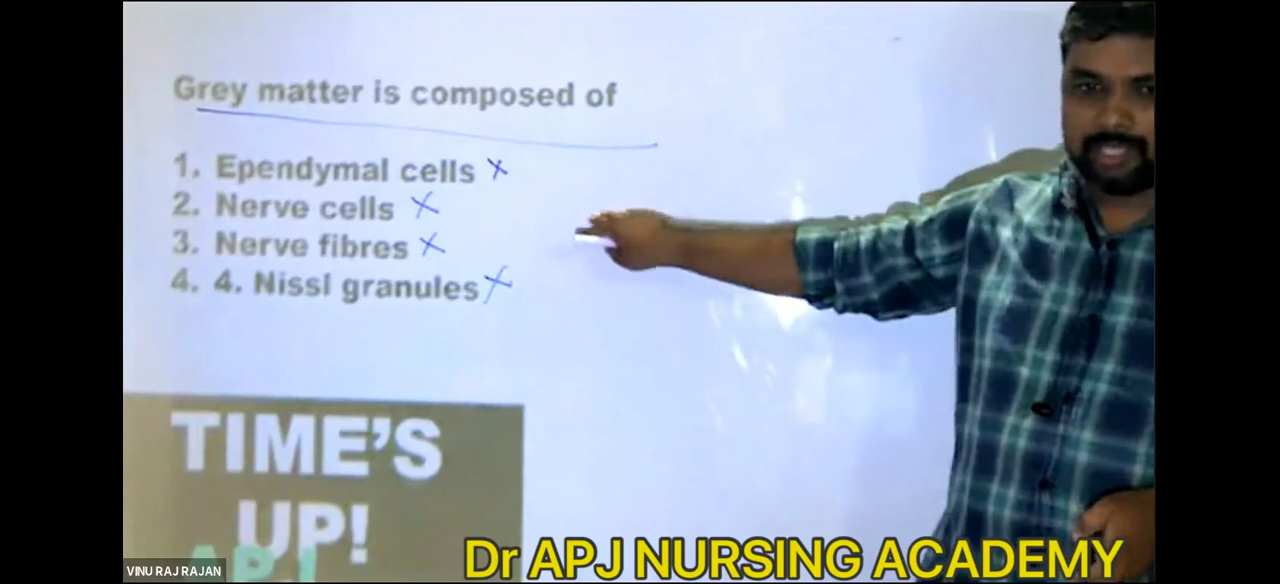 Grey matter is composed of
1. Ependymal cells ×
2. Nerve cells ×
3. Nerve fibres ×
4. 4. Nissl granules ×
TIME'S
UP!
APJ
VINU RAJ RAJAN
Dr APJ NURSING ACADEMY